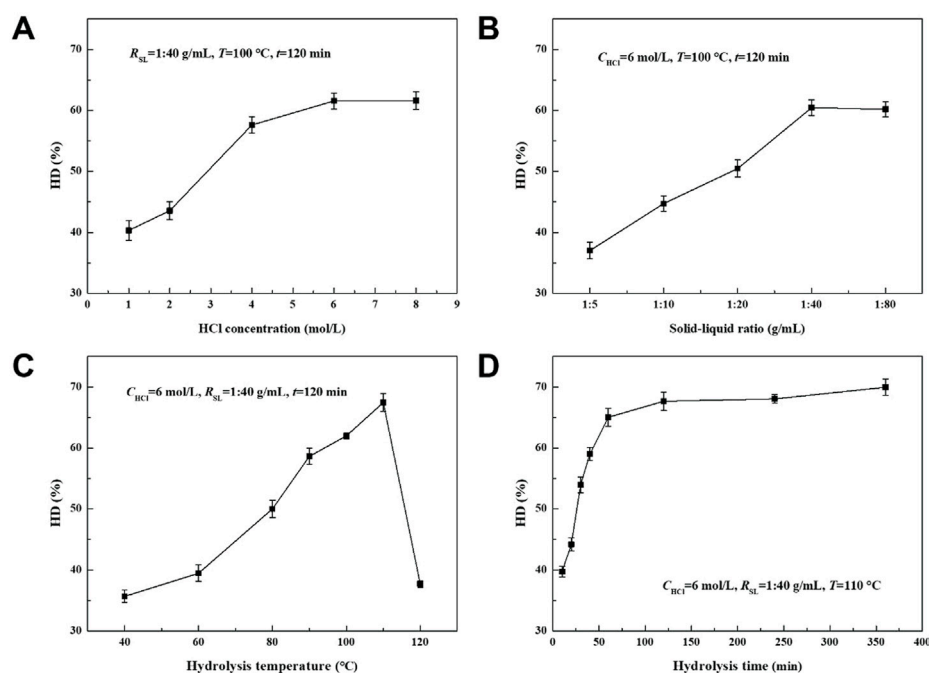 A
R_SL=1:40 g/mL, T=100 °C, t=120 min
HD (%)
70
60
50
40
30
0 1 2 3 4 5 6 7 8 9
HCl concentration (mol/L)
B
C_HCl=6 mol/L, T=100 °C, t=120 min
HD (%)
70
60
50
40
30
1:5 1:10 1:20 1:40 1:80
Solid-liquid ratio (g/mL)
C
C_HCl=6 mol/L, R_SL=1:40 g/mL, t=120 min
HD (%)
70
60
50
40
30
40 60 80 100 120
Hydrolysis temperature (°C)
D
HD (%)
70
60
50
40
30
C_HCl=6 mol/L, R_SL=1:40 g/mL, T=110 °C
0 50 100 150 200 250 300 350 400
Hydrolysis time (min)